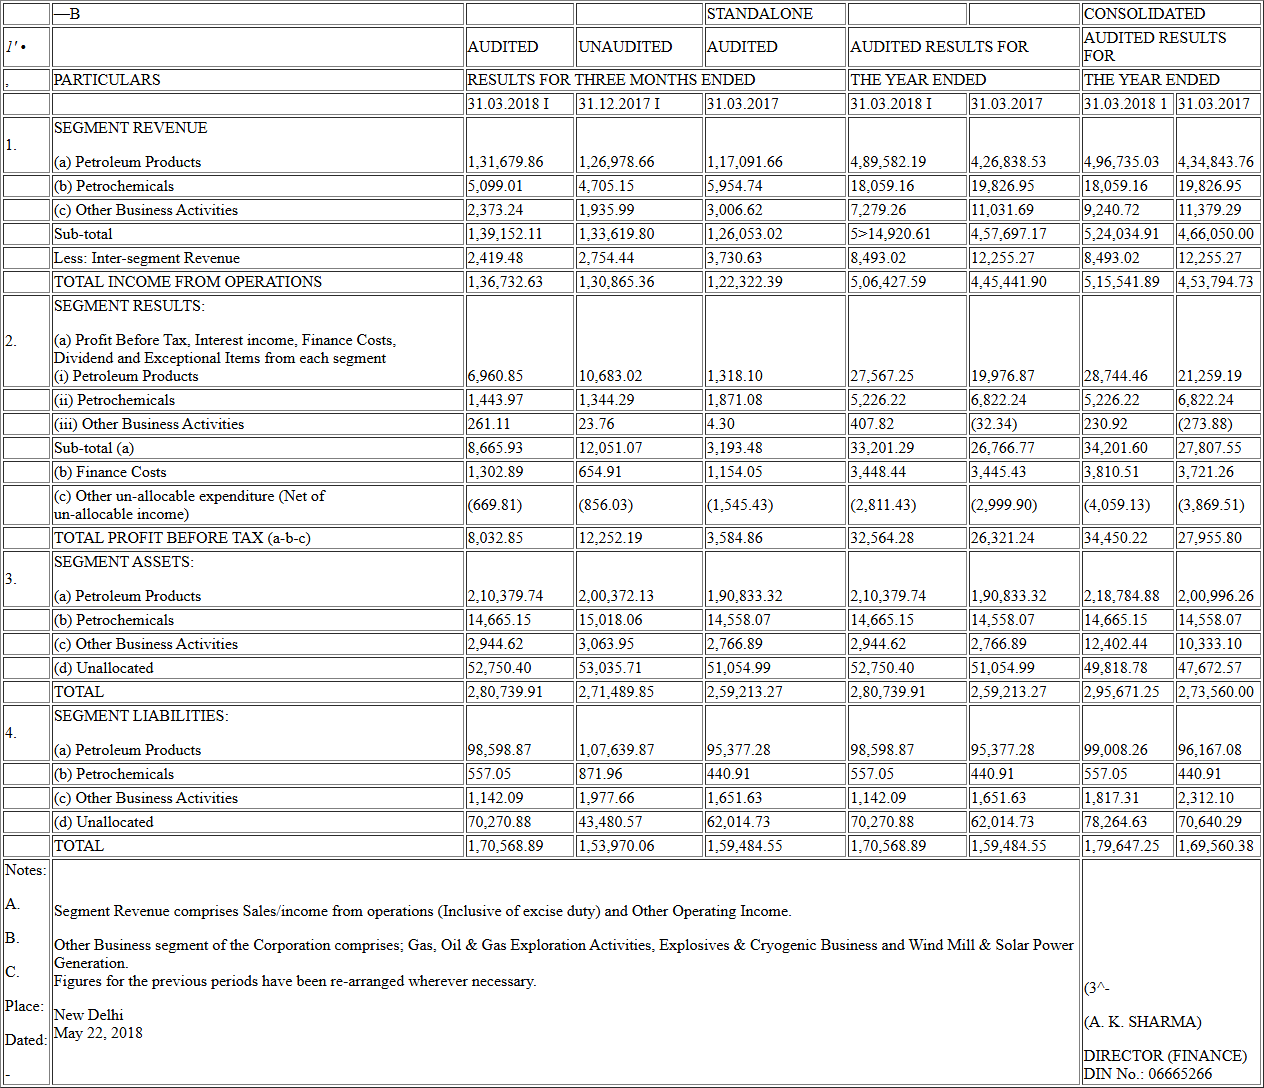 —B STANDALONE CONSOLIDATED
1' • AUDITED UNAUDITED AUDITED AUDITED RESULTS FOR AUDITED RESULTS FOR
, PARTICULARS RESULTS FOR THREE MONTHS ENDED THE YEAR ENDED THE YEAR ENDED
31.03.2018 I 31.12.2017 I 31.03.2017 31.03.2018 I 31.03.2017 31.03.2018 1 31.03.2017
1. SEGMENT REVENUE
(a) Petroleum Products 1,31,679.86 1,26,978.66 1,17,091.66 4,89,582.19 4,26,838.53 4,96,735.03 4,34,843.76
(b) Petrochemicals 5,099.01 4,705.15 5,954.74 18,059.16 19,826.95 18,059.16 19,826.95
(c) Other Business Activities 2,373.24 1,935.99 3,006.62 7,279.26 11,031.69 9,240.72 11,379.29
Sub-total 1,39,152.11 1,33,619.80 1,26,053.02 5>14,920.61 4,57,697.17 5,24,034.91 4,66,050.00
Less: Inter-segment Revenue 2,419.48 2,754.44 3,730.63 8,493.02 12,255.27 8,493.02 12,255.27
TOTAL INCOME FROM OPERATIONS 1,36,732.63 1,30,865.36 1,22,322.39 5,06,427.59 4,45,441.90 5,15,541.89 4,53,794.73
2. SEGMENT RESULTS:
(a) Profit Before Tax, Interest income, Finance Costs,
Dividend and Exceptional Items from each segment
(i) Petroleum Products 6,960.85 10,683.02 1,318.10 27,567.25 19,976.87 28,744.46 21,259.19
(ii) Petrochemicals 1,443.97 1,344.29 1,871.08 5,226.22 6,822.24 5,226.22 6,822.24
(iii) Other Business Activities 261.11 23.76 4.30 407.82 (32.34) 230.92 (273.88)
Sub-total (a) 8,665.93 12,051.07 3,193.48 33,201.29 26,766.77 34,201.60 27,807.55
(b) Finance Costs 1,302.89 654.91 1,154.05 3,448.44 3,445.43 3,810.51 3,721.26
(c) Other un-allocable expenditure (Net of
un-allocable income) (669.81) (856.03) (1,545.43) (2,811.43) (2,999.90) (4,059.13) (3,869.51)
TOTAL PROFIT BEFORE TAX (a-b-c) 8,032.85 12,252.19 3,584.86 32,564.28 26,321.24 34,450.22 27,955.80
3. SEGMENT ASSETS:
(a) Petroleum Products 2,10,379.74 2,00,372.13 1,90,833.32 2,10,379.74 1,90,833.32 2,18,784.88 2,00,996.26
(b) Petrochemicals 14,665.15 15,018.06 14,558.07 14,665.15 14,558.07 14,665.15 14,558.07
(c) Other Business Activities 2,944.62 3,063.95 2,766.89 2,944.62 2,766.89 12,402.44 10,333.10
(d) Unallocated 52,750.40 53,035.71 51,054.99 52,750.40 51,054.99 49,818.78 47,672.57
TOTAL 2,80,739.91 2,71,489.85 2,59,213.27 2,80,739.91 2,59,213.27 2,95,671.25 2,73,560.00
4. SEGMENT LIABILITIES:
(a) Petroleum Products 98,598.87 1,07,639.87 95,377.28 98,598.87 95,377.28 99,008.26 96,167.08
(b) Petrochemicals 557.05 871.96 440.91 557.05 440.91 557.05 440.91
(c) Other Business Activities 1,142.09 1,977.66 1,651.63 1,142.09 1,651.63 1,817.31 2,312.10
(d) Unallocated 70,270.88 43,480.57 62,014.73 70,270.88 62,014.73 78,264.63 70,640.29
TOTAL 1,70,568.89 1,53,970.06 1,59,484.55 1,70,568.89 1,59,484.55 1,79,647.25 1,69,560.38
Notes:
A. Segment Revenue comprises Sales/income from operations (Inclusive of excise duty) and Other Operating Income.
B. Other Business segment of the Corporation comprises; Gas, Oil & Gas Exploration Activities, Explosives & Cryogenic Business and Wind Mill & Solar Power
Generation.
C. Figures for the previous periods have been re-arranged wherever necessary.
Place: New Delhi
Dated: May 22, 2018
-
(3^-
(A. K. SHARMA)
DIRECTOR (FINANCE)
DIN No.: 06665266